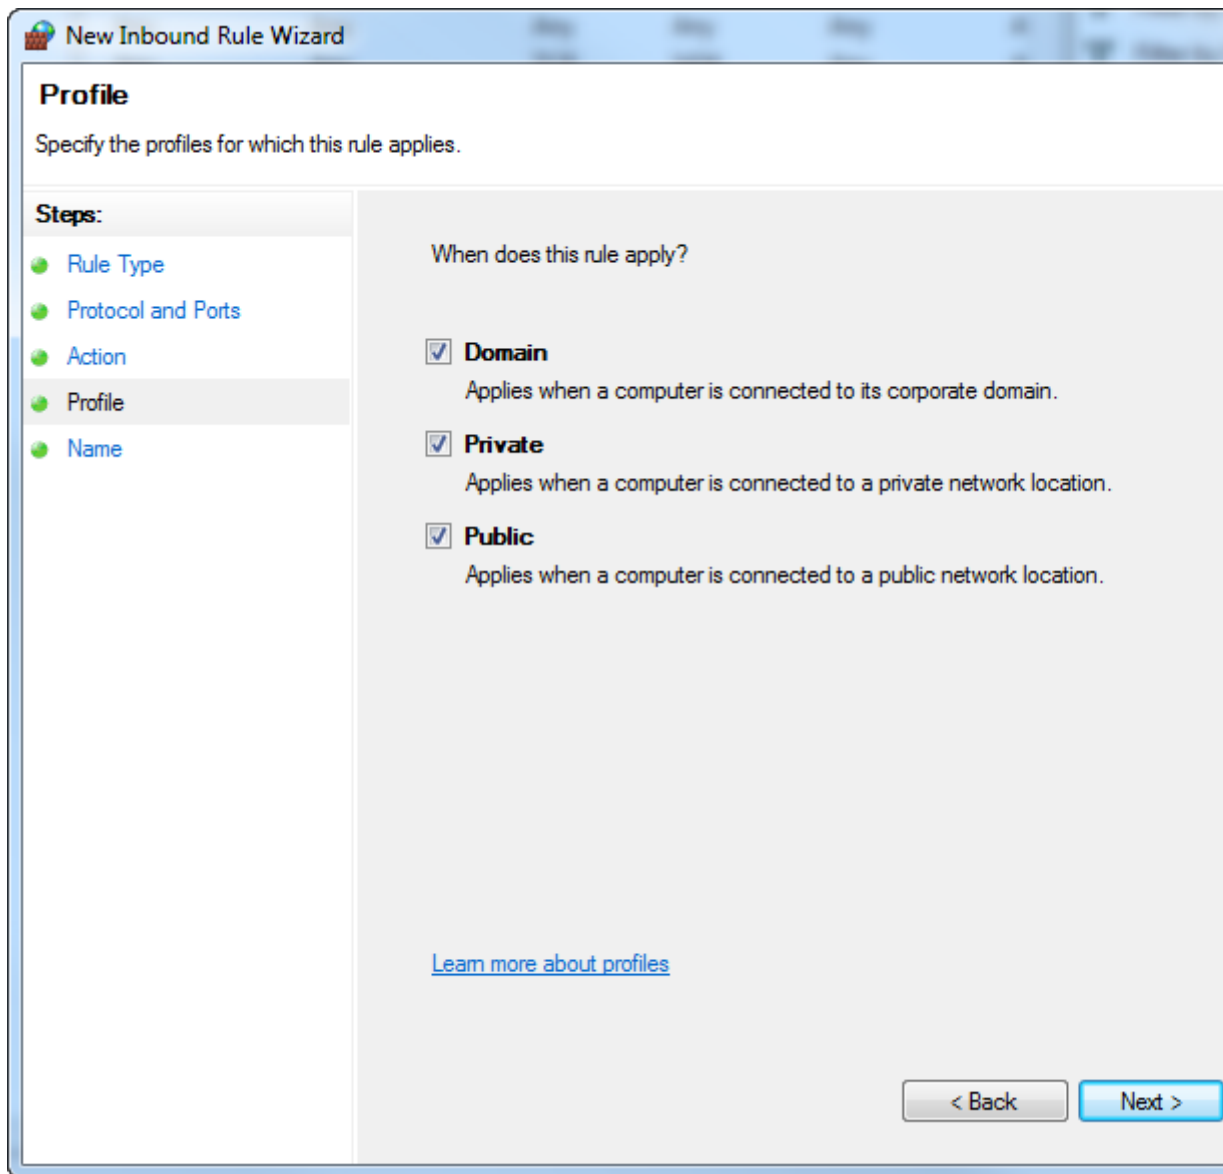 New Inbound Rule Wizard
Profile
Specify the profiles for which this rule applies.
Steps:
Rule Type
Protocol and Ports
Action
Profile
Name
When does this rule apply?
Domain
Applies when a computer is connected to its corporate domain.
Private
Applies when a computer is connected to a private network location.
Public
Applies when a computer is connected to a public network location.
Learn more about profiles
< Back
Next >